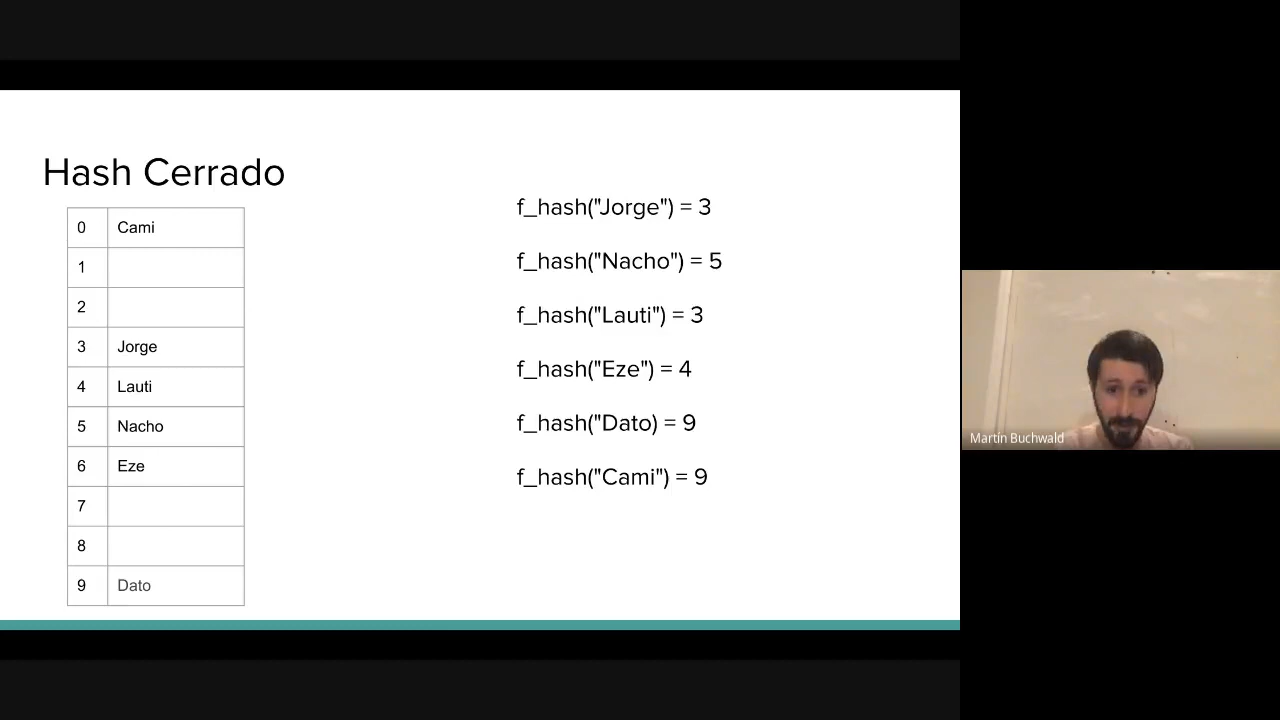 Hash Cerrado
0 Cami
1
2
3 Jorge
4 Lauti
5 Nacho
6 Eze
7
8
9 Dato
f_hash("Jorge") = 3
f_hash("Nacho") = 5
f_hash("Lauti") = 3
f_hash("Eze") = 4
f_hash("Dato) = 9
f_hash("Cami") = 9
Martín Buchwald